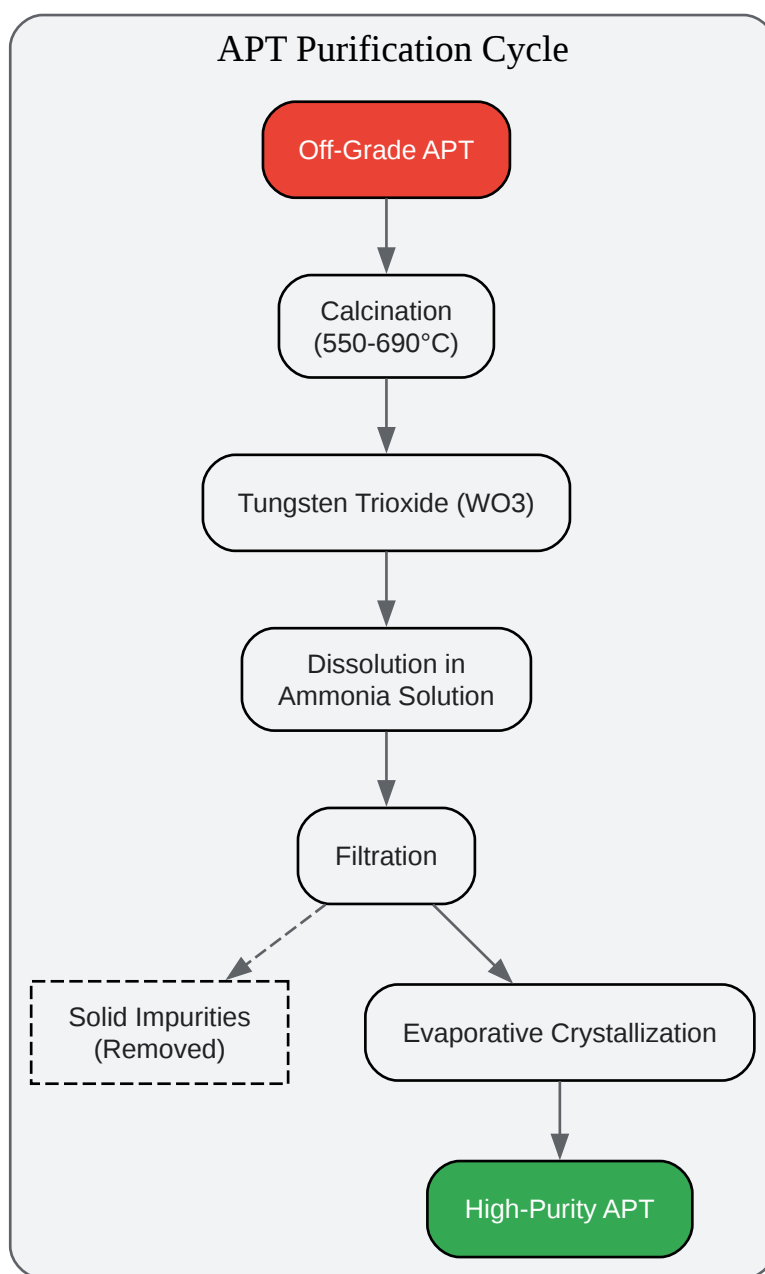 APT Purification Cycle
Off-Grade APT
Calcination
(550-690°C)
Tungsten Trioxide (WO3)
Dissolution in
Ammonia Solution
Filtration
Solid Impurities
(Removed)
Evaporative Crystallization
High-Purity APT